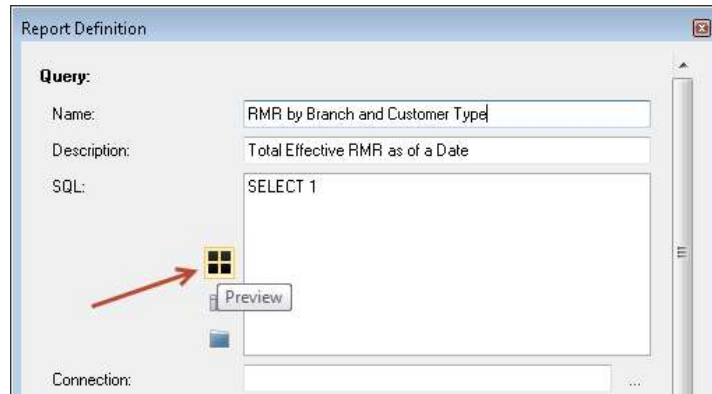 Report Definition
Query:
Name: RMR by Branch and Customer Type
Description: Total Effective RMR as of a Date
SQL: SELECT 1
Preview
Connection: ...